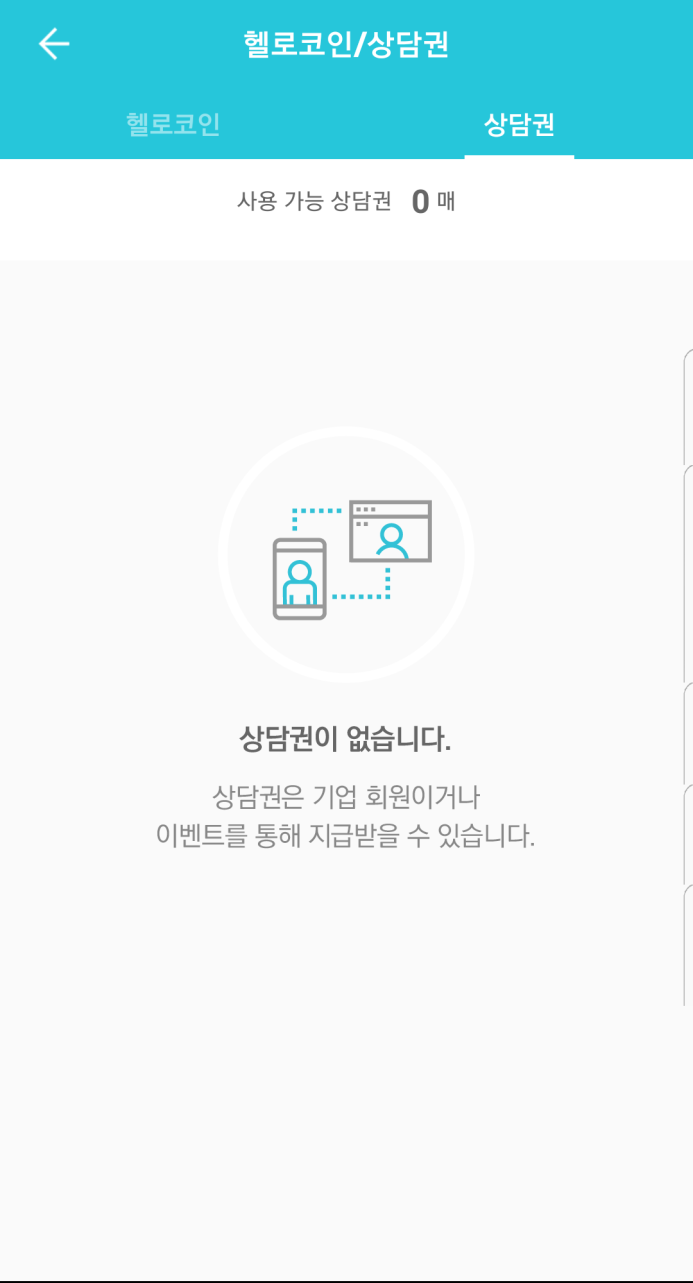 헬로코인/상담권
헬로코인 상담권
사용 가능 상담권 0 매
상담권이 없습니다.
상담권은 기업 회원이거나
이벤트를 통해 지급받을 수 있습니다.